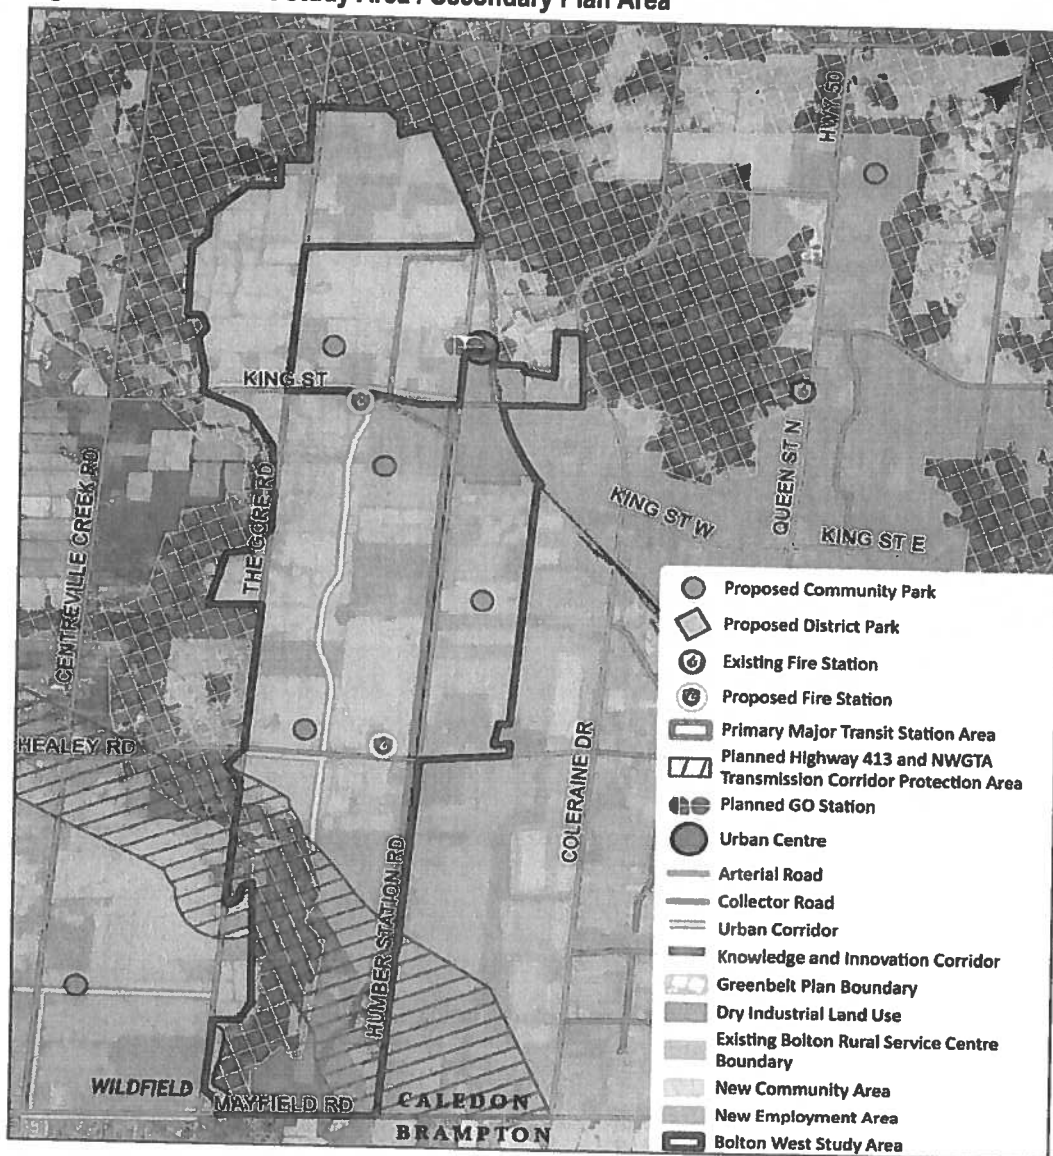 Study Area / Secondary Plan Area
HWY 50
KING ST
CENTREVILLE CREEK RD
THE GORE RD
KING ST W
QUEEN ST N
KING ST E
HEALEY RD
COLERAINE DR
HUMBER STATION RD
WILDFIELD
MAYFIELD RD
CALEDON
BRAMPTON
Proposed Community Park
Proposed District Park
Existing Fire Station
Proposed Fire Station
Primary Major Transit Station Area
Planned Highway 413 and NWGTA
Transmission Corridor Protection Area
Planned GO Station
Urban Centre
Arterial Road
Collector Road
Urban Corridor
Knowledge and Innovation Corridor
Greenbelt Plan Boundary
Dry Industrial Land Use
Existing Bolton Rural Service Centre
Boundary
New Community Area
New Employment Area
Bolton West Study Area